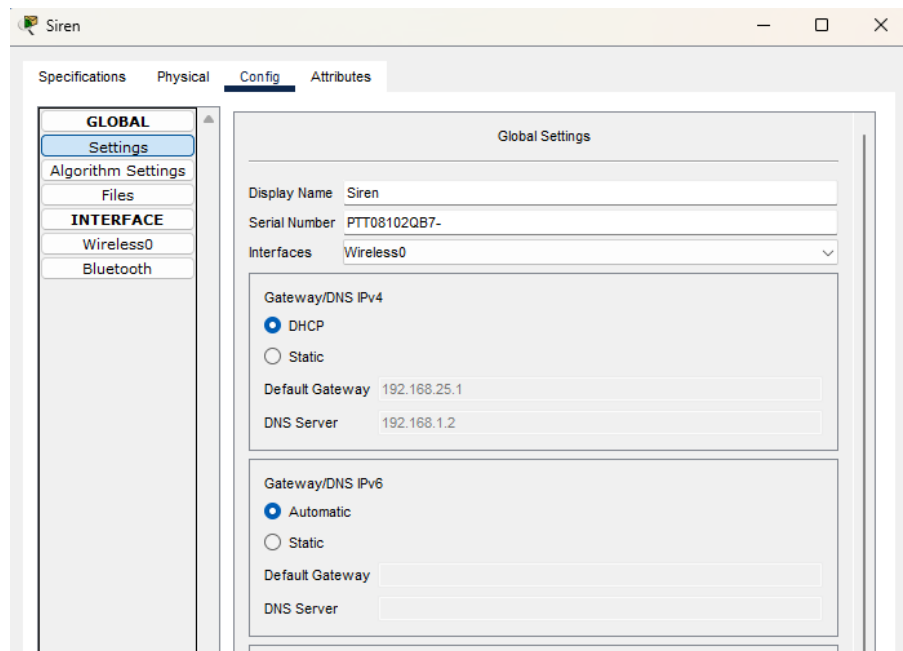 Siren
Specifications Physical Config Attributes
GLOBAL
Settings
Algorithm Settings
Files
INTERFACE
Wireless0
Bluetooth
Global Settings
Display Name Siren
Serial Number PTT08102QB7-
Interfaces Wireless0
Gateway/DNS IPv4
DHCP
Static
Default Gateway 192.168.25.1
DNS Server 192.168.1.2
Gateway/DNS IPv6
Automatic
Static
Default Gateway
DNS Server